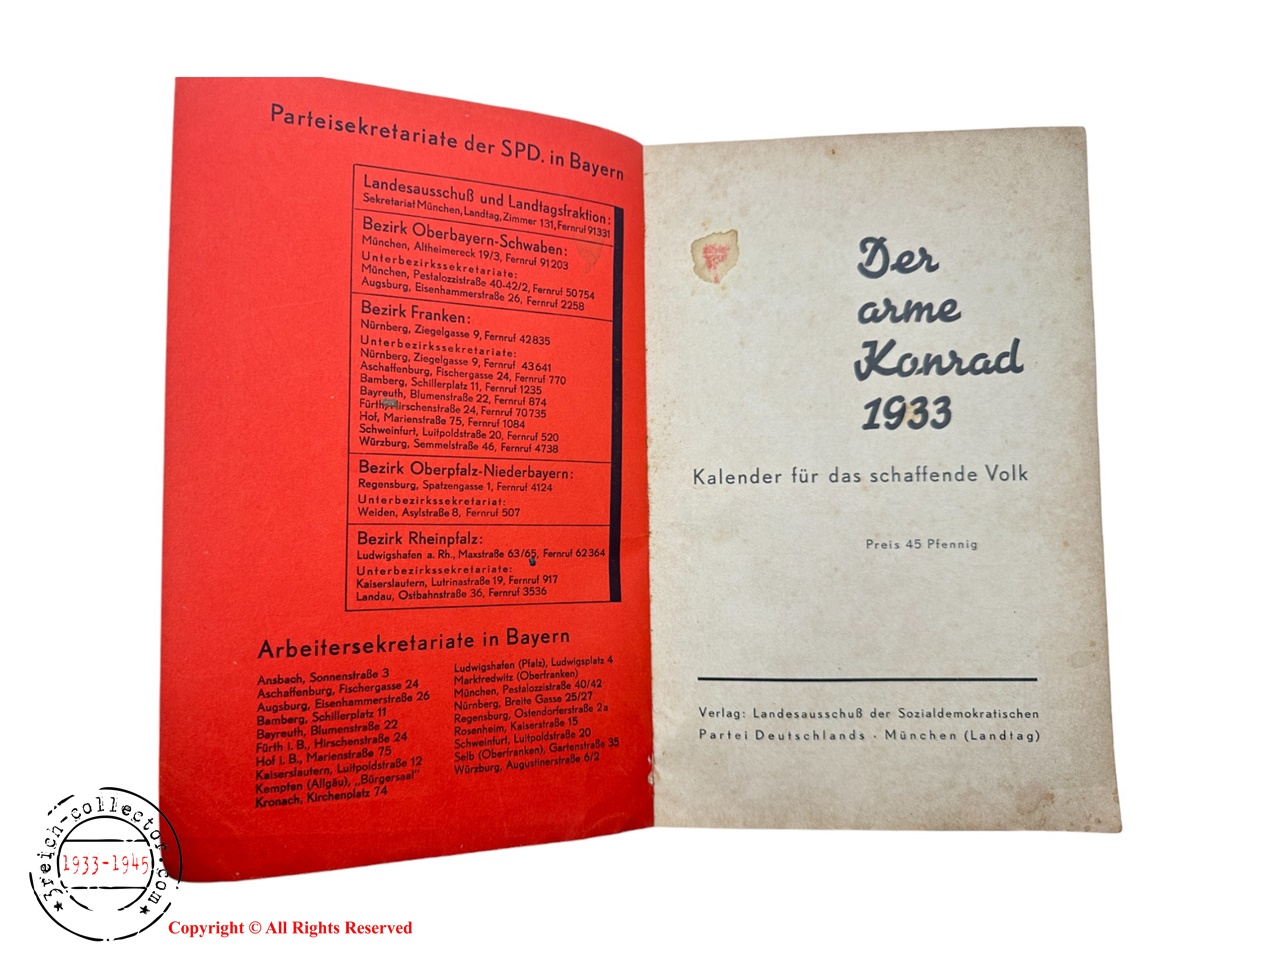 Parteisekretariate der SPD. in Bayern
Landesausschuß und Landtagsfraktion:
Sekretariat München, Landtag, Zimmer 131, Fernruf 91331
Bezirk Oberbayern-Schwaben:
München, Altheimereck 19/3, Fernruf 91203
Unterbezirkssekretariate:
München, Pestalozzistraße 40-42/2, Fernruf 50754
Augsburg, Eisenhammerstraße 26, Fernruf 2258
Bezirk Franken:
Nürnberg, Ziegelgasse 9, Fernruf 42835
Unterbezirkssekretariate:
Nürnberg, Ziegelgasse 9, Fernruf 43641
Aschaffenburg, Fischergasse 24, Fernruf 770
Bamberg, Schillerplatz 11, Fernruf 1235
Bayreuth, Blumenstraße 22, Fernruf 874
Fürth, Hirschenstraße 24, Fernruf 70735
Hof, Marienstraße 75, Fernruf 1084
Schweinfurt, Luitpoldstraße 20, Fernruf 520
Würzburg, Semmelstraße 46, Fernruf 4738
Bezirk Oberpfalz-Niederbayern:
Regensburg, Spatzengasse 1, Fernruf 4124
Unterbezirkssekretariat:
Weiden, Asylstraße 8, Fernruf 507
Bezirk Rheinpfalz:
Ludwigshafen a. Rh., Maxstraße 63/65, Fernruf 62364
Unterbezirkssekretariate:
Kaiserslautern, Lutrinastraße 19, Fernruf 917
Landau, Ostbahnstraße 36, Fernruf 3536
Arbeitersekretariate in Bayern
Ansbach, Sonnenstraße 3
Aschaffenburg, Fischergasse 24
Augsburg, Eisenhammerstraße 26
Bamberg, Schillerplatz 11
Bayreuth, Blumenstraße 22
Fürth i. B., Hirschenstraße 24
Hof i. B., Marienstraße 75
Kaiserslautern, Luitpoldstraße 12
Kempten (Allgäu), „Bürgersaal"
Kronach, Kirchenplatz 74
Ludwigshafen (Pfalz), Ludwigsplatz 4
Marktredwitz (Oberfranken)
München, Pestalozzistraße 40/42
Nürnberg, Breite Gasse 25/27
Regensburg, Ostendorferstraße 2a
Rosenheim, Kaiserstraße 15
Schweinfurt, Luitpoldstraße 20
Selb (Oberfranken), Gartenstraße 35
Würzburg, Augustinerstraße 6/2
Der
arme
Konrad
1933
Kalender für das schaffende Volk
Preis 45 Pfennig
Verlag: Landesausschuß der Sozialdemokratischen
Partei Deutschlands · München (Landtag)
3reich-collector.com
1933-1945
Copyright © All Rights Reserved